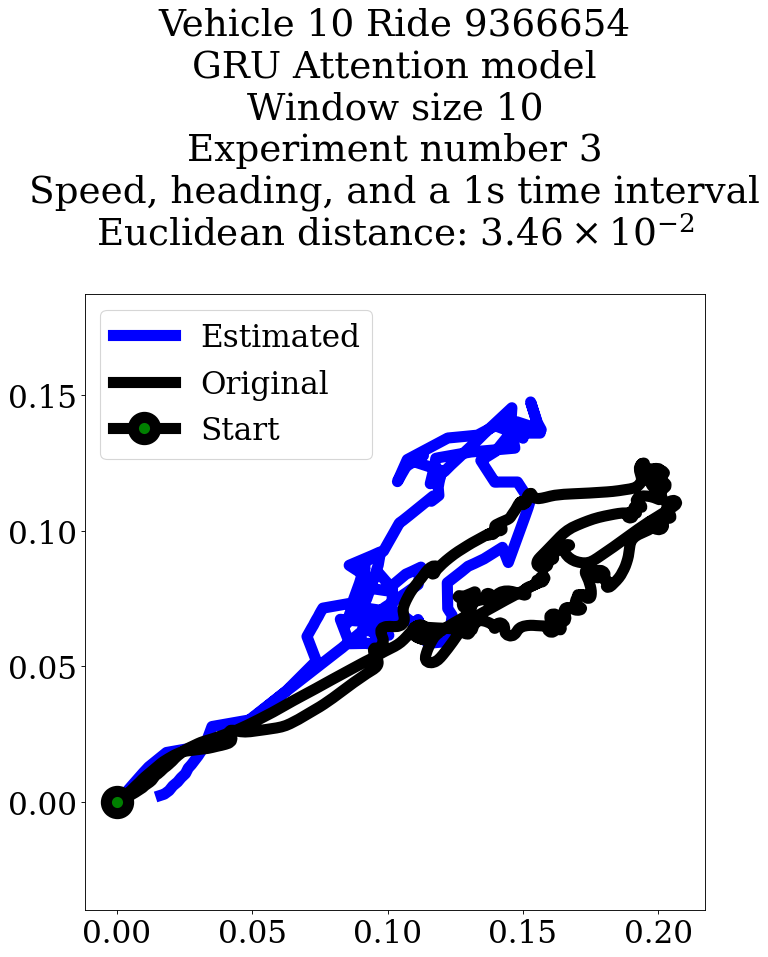 Vehicle 10 Ride 9366654
GRU Attention model
Window size 10
Experiment number 3
Speed, heading, and a 1s time interval
Euclidean distance: 3.46 × 10⁻²
Estimated
Original
Start
0.15
0.10
0.05
0.00
0.00 0.05 0.10 0.15 0.20